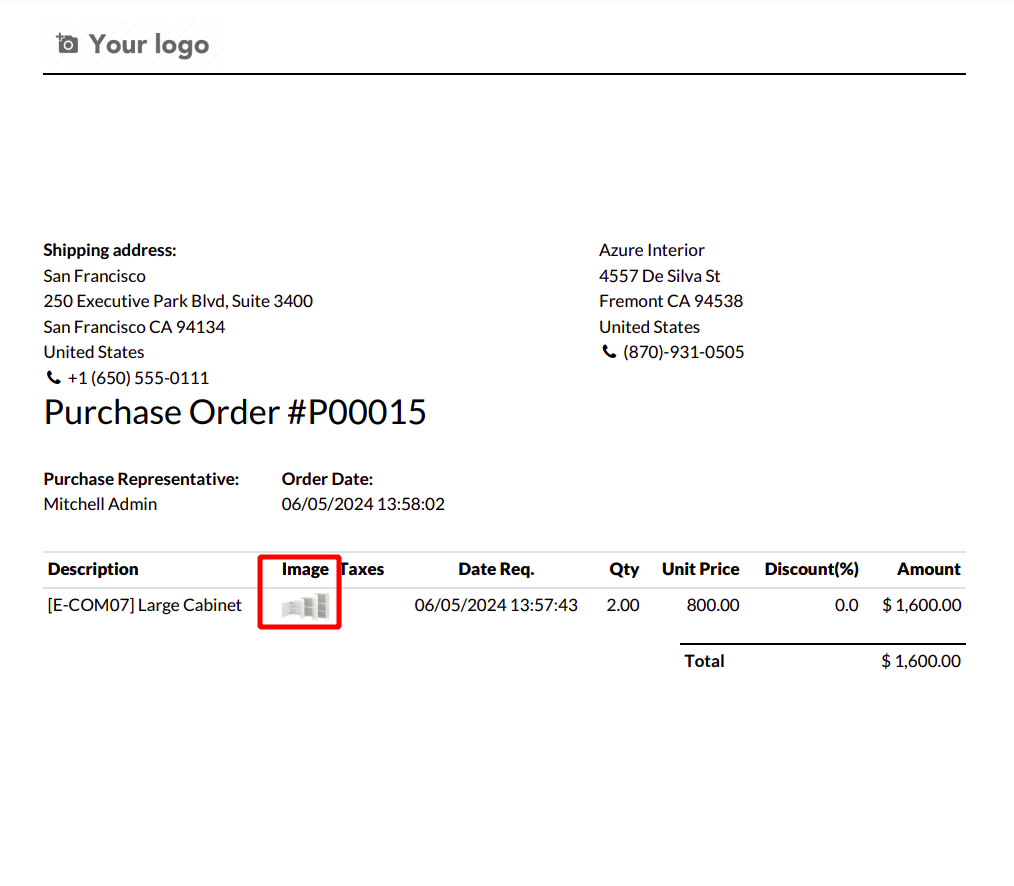 Your logo
Shipping address:
San Francisco
250 Executive Park Blvd, Suite 3400
San Francisco CA 94134
United States
+1 (650) 555-0111
Azure Interior
4557 De Silva St
Fremont CA 94538
United States
(870)-931-0505
Purchase Order #P00015
Purchase Representative: Order Date:
Mitchell Admin 06/05/2024 13:58:02
Description Image Taxes Date Req. Qty Unit Price Discount(%) Amount
[E-COM07] Large Cabinet 06/05/2024 13:57:43 2.00 800.00 0.0 $ 1,600.00
Total $ 1,600.00